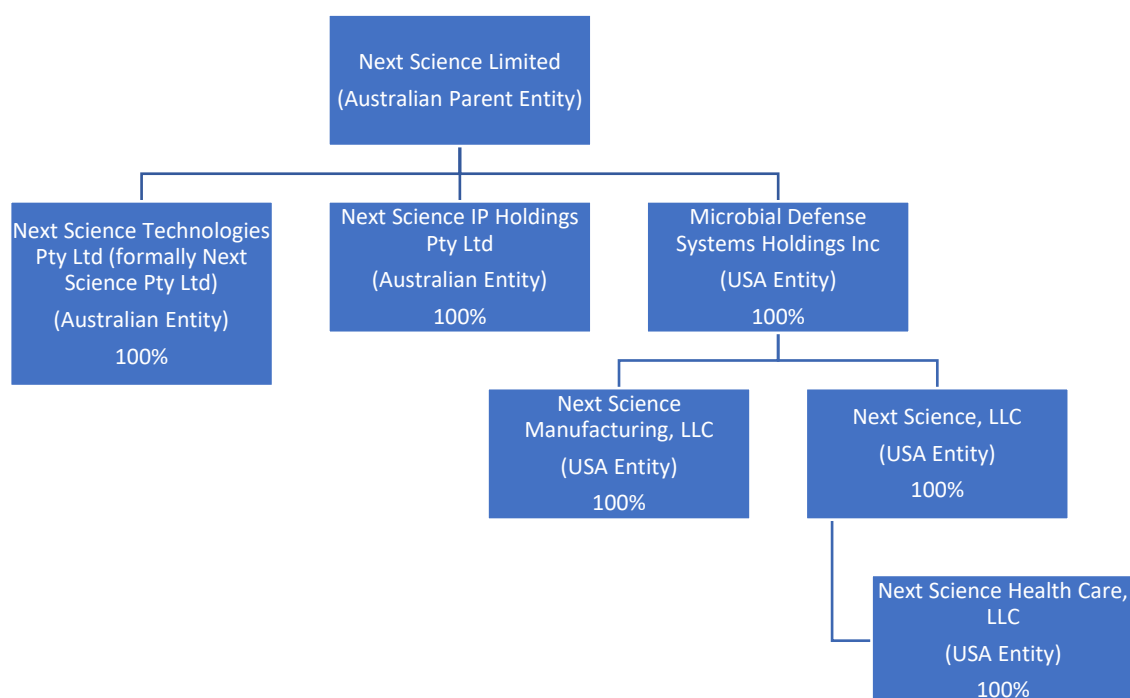 Next Science Limited
(Australian Parent Entity)
Next Science Technologies
Pty Ltd (formally Next
Science Pty Ltd)
(Australian Entity)
100%
Next Science IP Holdings
Pty Ltd
(Australian Entity)
100%
Microbial Defense
Systems Holdings Inc
(USA Entity)
100%
Next Science
Manufacturing, LLC
(USA Entity)
100%
Next Science, LLC
(USA Entity)
100%
Next Science Health Care,
LLC
(USA Entity)
100%